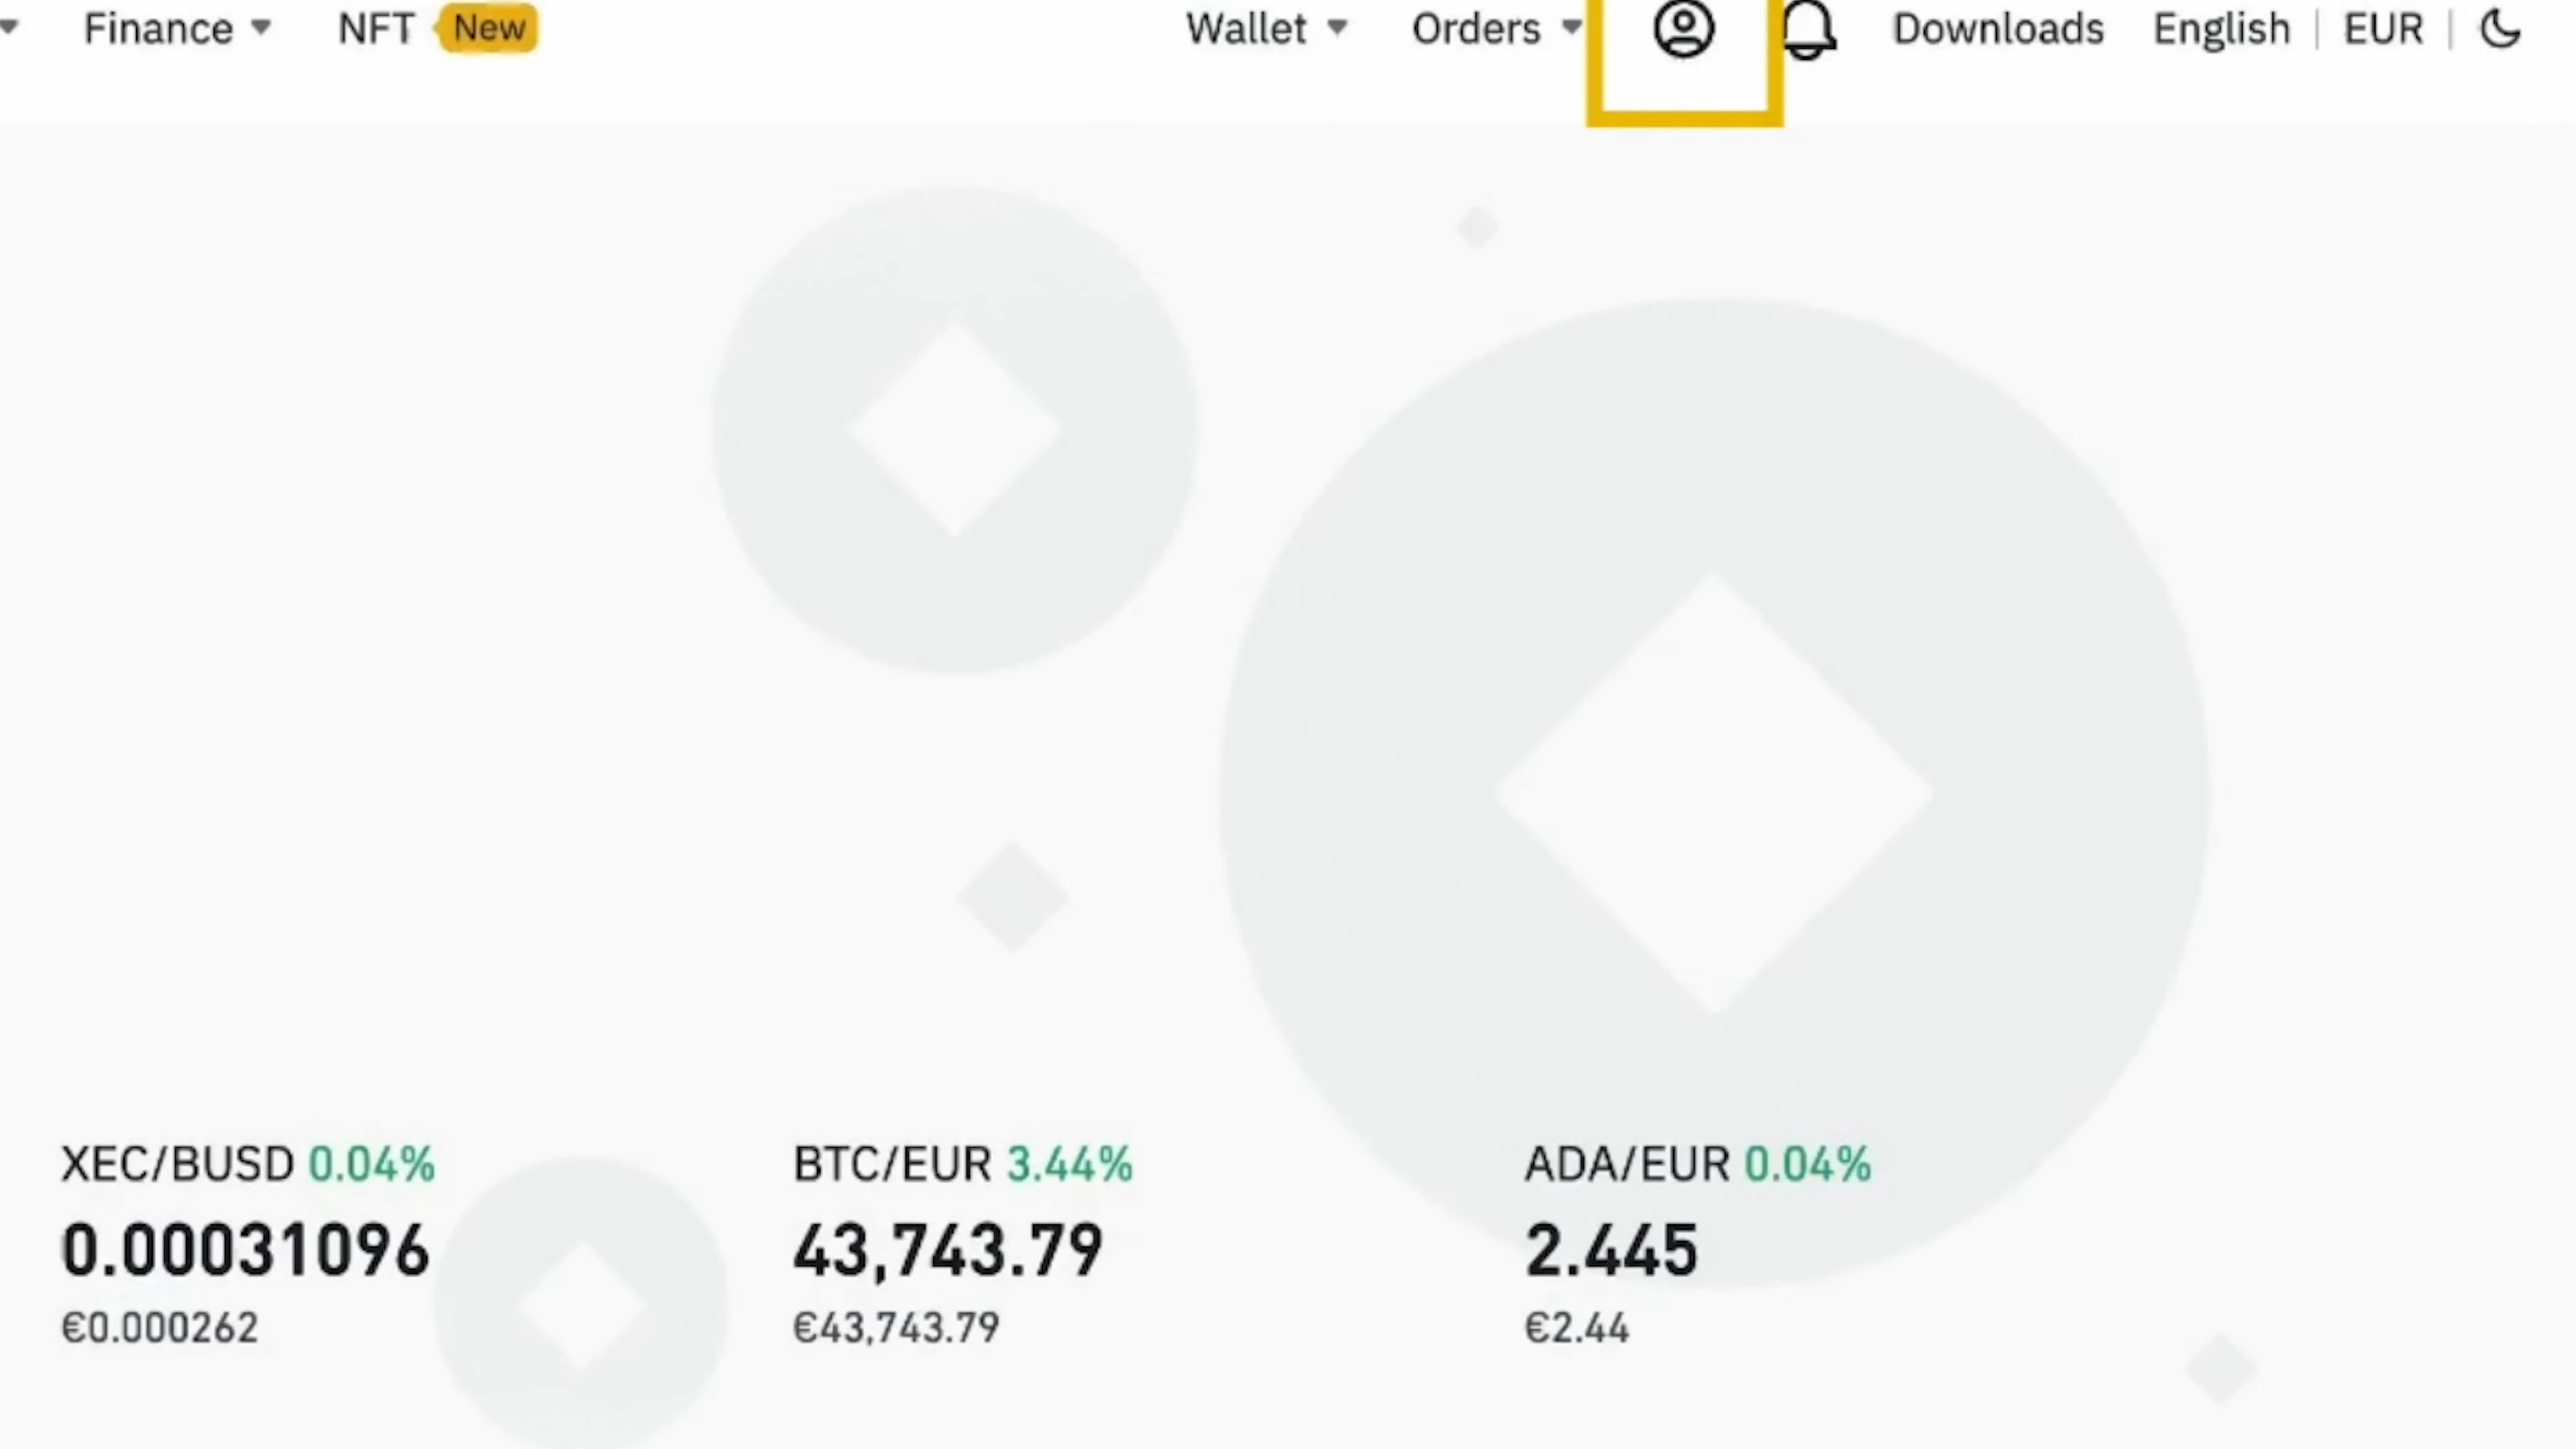 Finance NFT New Wallet Orders Downloads English | EUR |
XEC/BUSD 0.04%
0.00031096
€0.000262
BTC/EUR 3.44%
43,743.79
€43,743.79
ADA/EUR 0.04%
2.445
€2.44